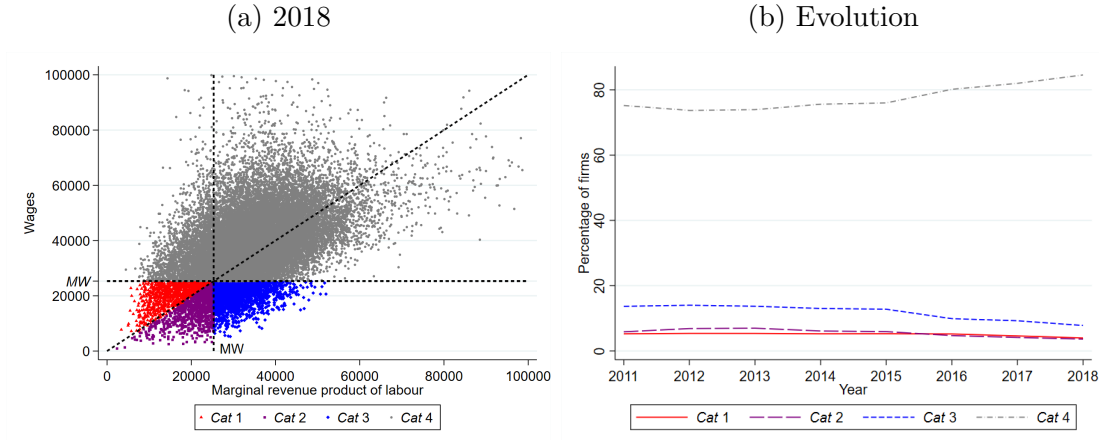 (a) 2018
100000
80000
60000
40000
MW
20000
0
Wages
MW
0 20000 40000 60000 80000 100000
Marginal revenue product of labour
Cat 1 Cat 2 Cat 3 Cat 4
(b) Evolution
80
60
40
20
0
Percentage of firms
2011 2012 2013 2014 2015 2016 2017 2018
Year
Cat 1 Cat 2 Cat 3 Cat 4